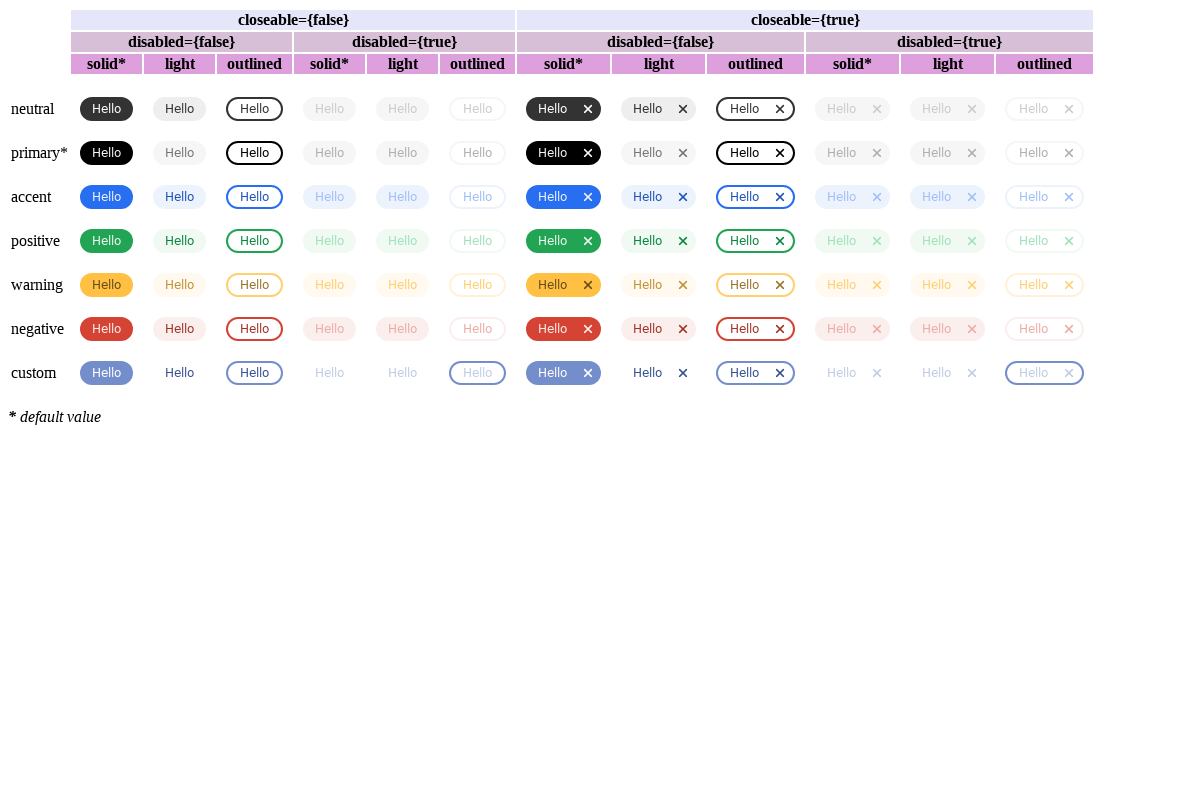 closeable={false} closeable={true}
disabled={false} disabled={true} disabled={false} disabled={true}
solid* light outlined solid* light outlined solid* light outlined solid* light outlined
neutral Hello Hello Hello Hello Hello Hello Hello Hello Hello Hello Hello Hello
primary* Hello Hello Hello Hello Hello Hello Hello Hello Hello Hello Hello Hello
accent Hello Hello Hello Hello Hello Hello Hello Hello Hello Hello Hello Hello
positive Hello Hello Hello Hello Hello Hello Hello Hello Hello Hello Hello Hello
warning Hello Hello Hello Hello Hello Hello Hello Hello Hello Hello Hello Hello
negative Hello Hello Hello Hello Hello Hello Hello Hello Hello Hello Hello Hello
custom Hello Hello Hello Hello Hello Hello Hello Hello Hello Hello Hello Hello
* default value